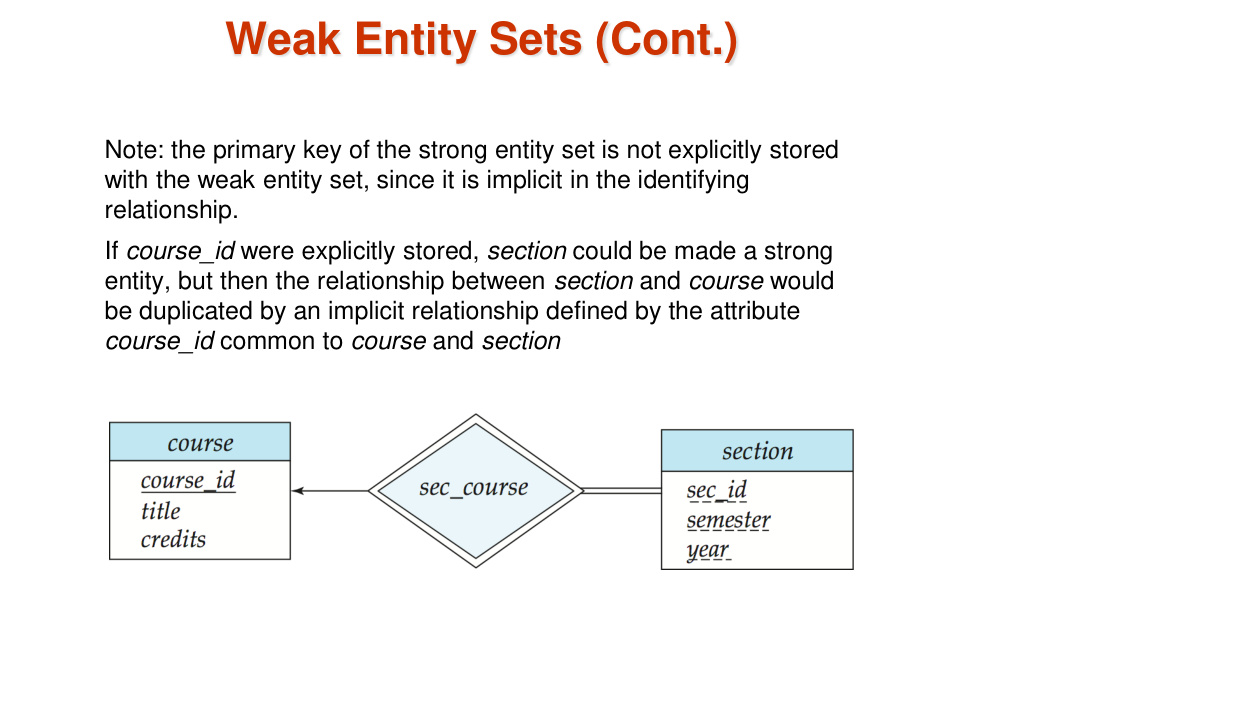 Weak Entity Sets (Cont.)
Note: the primary key of the strong entity set is not explicitly stored
with the weak entity set, since it is implicit in the identifying
relationship.
If course_id were explicitly stored, section could be made a strong
entity, but then the relationship between section and course would
be duplicated by an implicit relationship defined by the attribute
course_id common to course and section
course
course_id
title
credits
sec_course
section
sec_id
semester
year